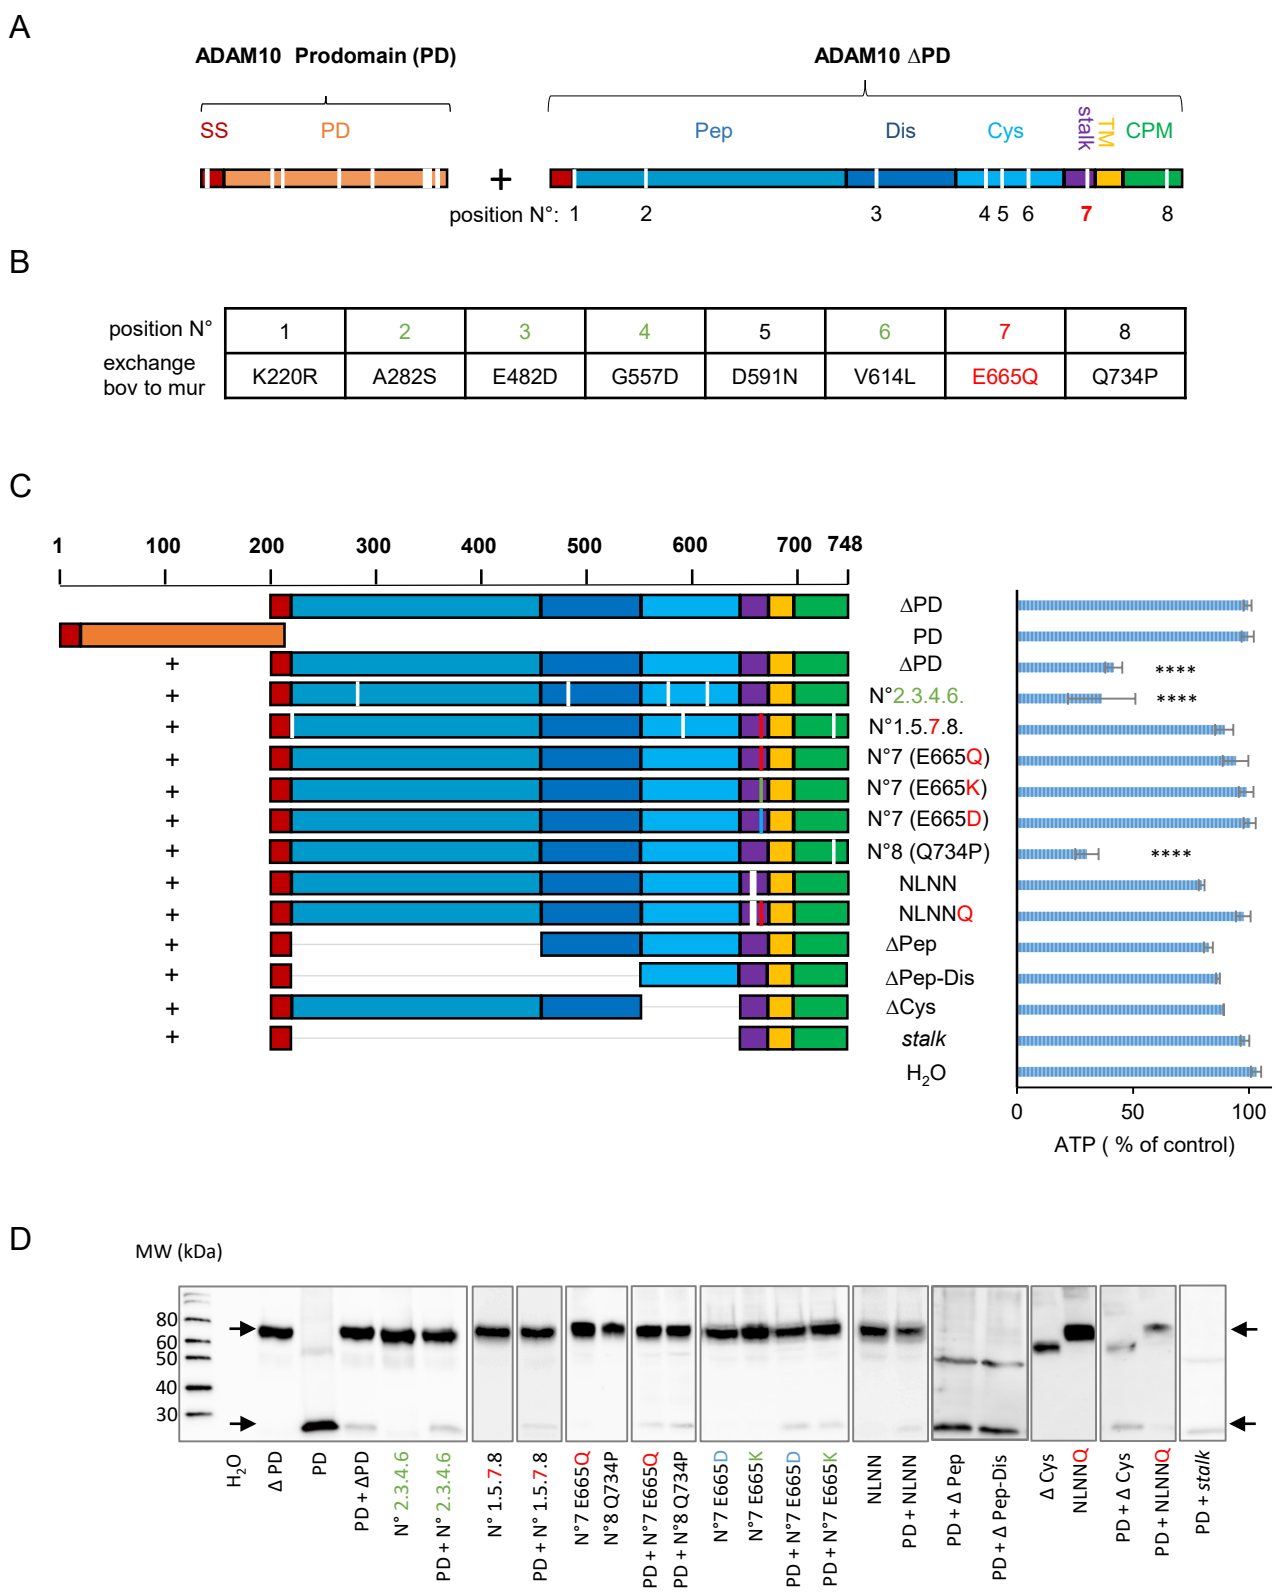 A
ADAM10 Prodomain (PD)
ADAM10 ΔPD
SS PD Pep Dis Cys stalk TM CPM
+
position N°: 1 2 3 4 5 6 7 8
B
position N° 1 2 3 4 5 6 7 8
exchange bov to mur K220R A282S E482D G557D D591N V614L E665Q Q734P
C
1 100 200 300 400 500 600 700 748
ΔPD
PD
+ ΔPD ****
+ N°2.3.4.6. ****
+ N°1.5.7.8.
+ N°7 (E665Q)
+ N°7 (E665K)
+ N°7 (E665D)
+ N°8 (Q734P) ****
+ NLNN
+ NLNNQ
+ ΔPep
+ ΔPep-Dis
+ ΔCys
+ stalk
H2O
0 50 100
ATP ( % of control)
D
MW (kDa)
80
60
50
40
30
H2O
Δ PD
PD
PD + ΔPD
N° 2.3.4.6
PD + N° 2.3.4.6
N° 1.5.7.8
PD + N° 1.5.7.8
N°7 E665Q
N°8 Q734P
PD + N°7 E665Q
PD + N°8 Q734P
N°7 E665D
N°7 E665K
PD + N°7 E665D
PD + N°7 E665K
NLNN
PD + NLNN
PD + Δ Pep
PD + Δ Pep-Dis
Δ Cys
NLNNQ
PD + Δ Cys
PD + NLNNQ
PD + stalk